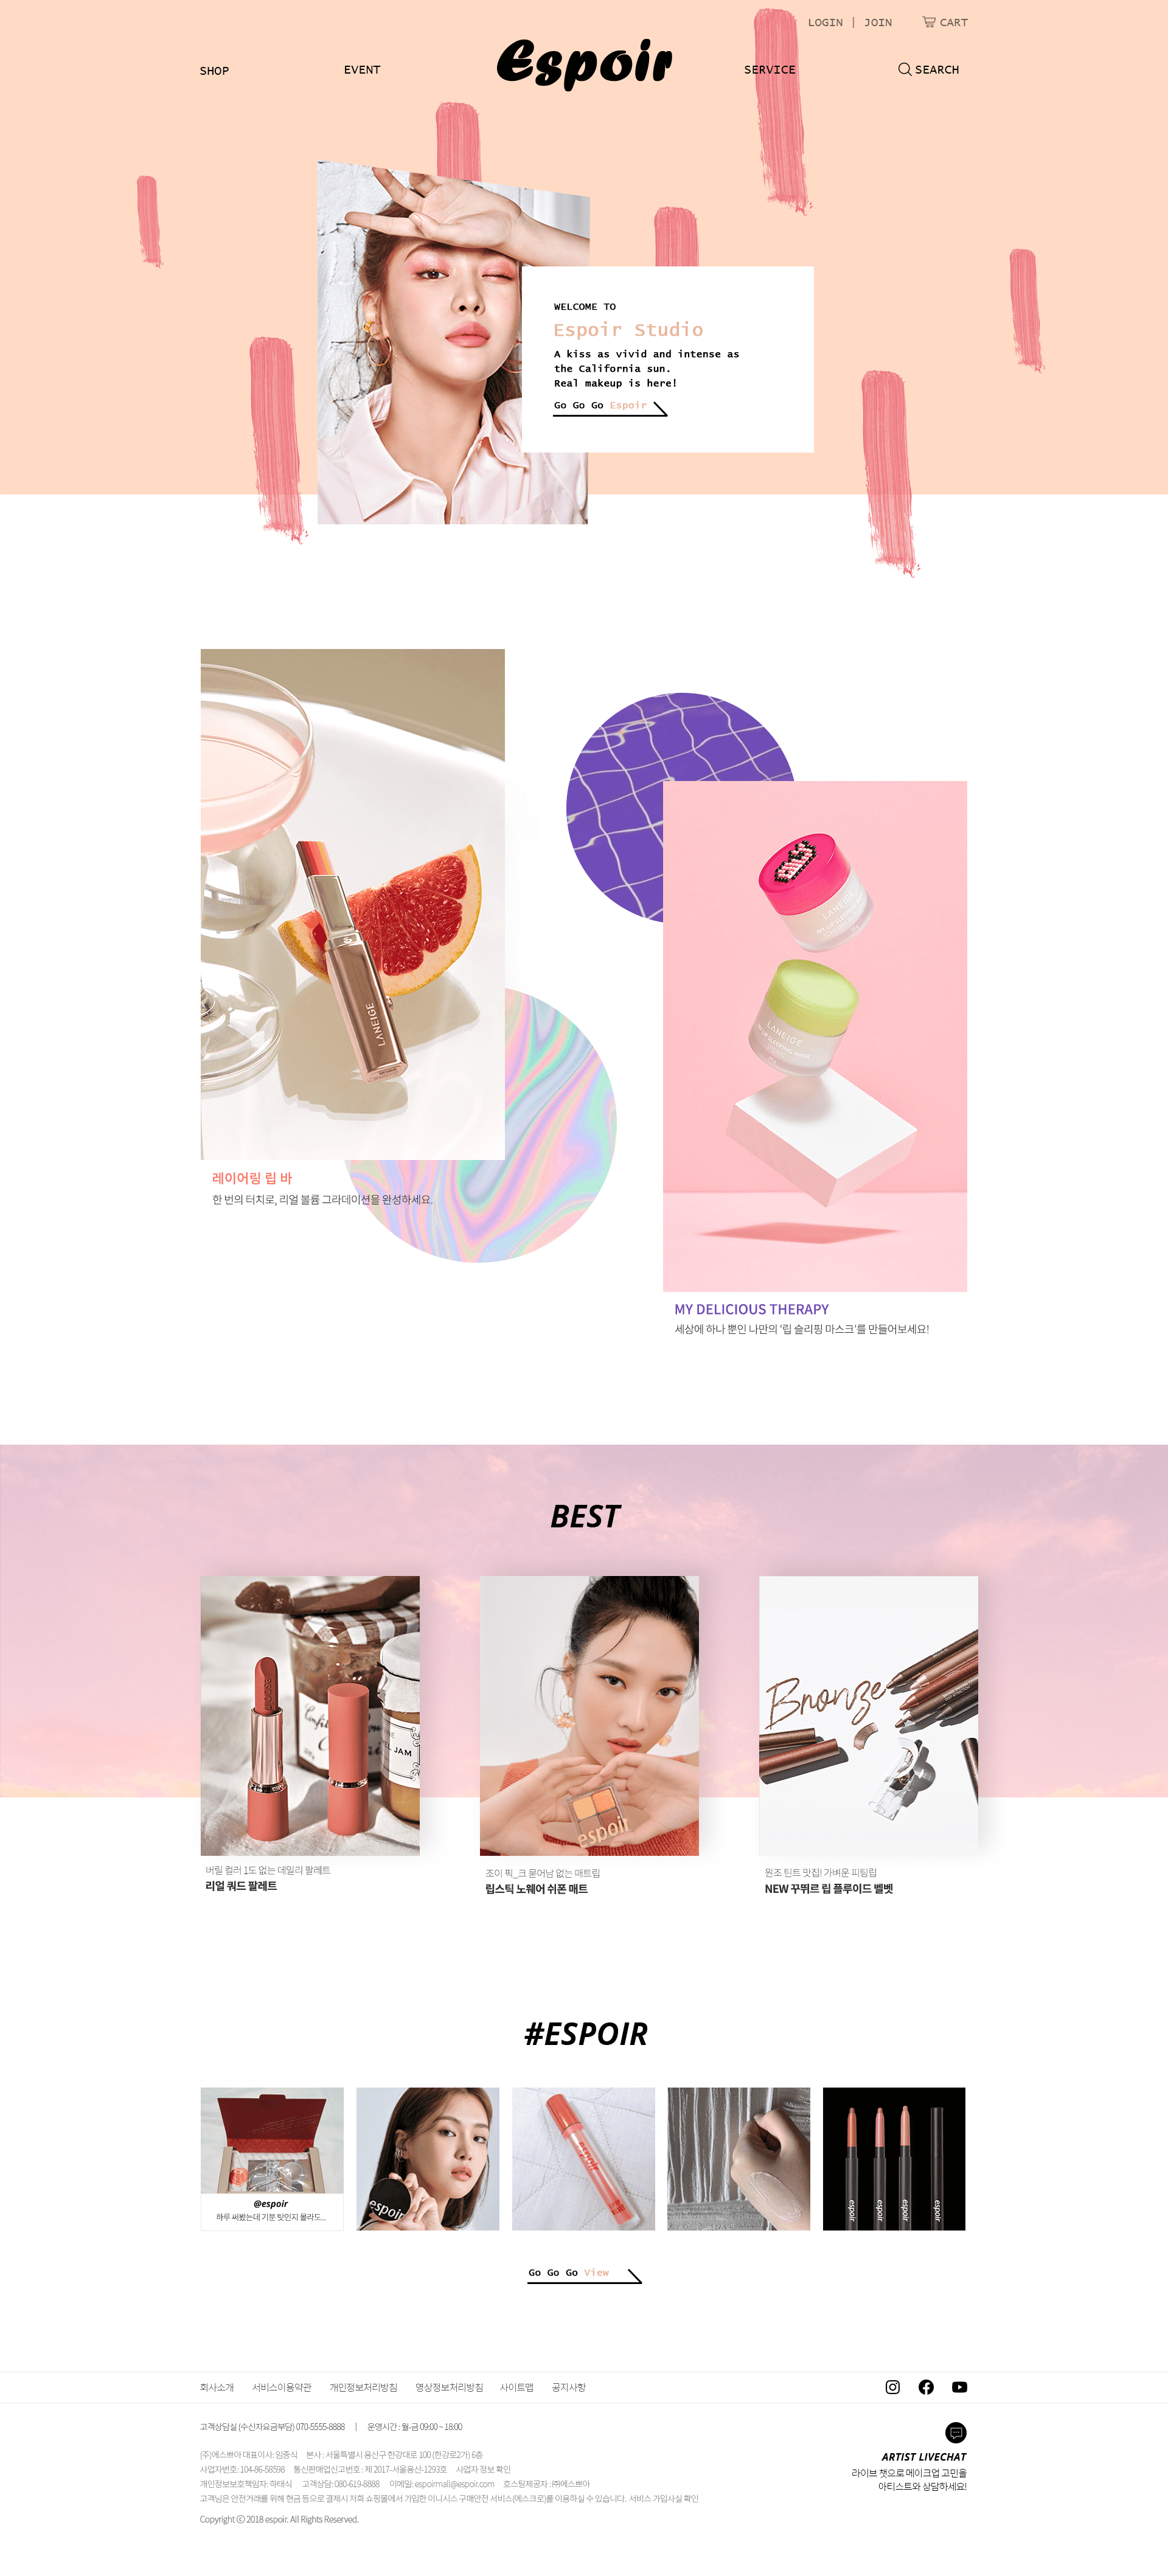 LOGIN | JOIN
CART
SHOP
EVENT
Espoir
SERVICE
SEARCH
WELCOME TO
Espoir Studio
A kiss as vivid and intense as
the California sun.
Real makeup is here!
Go Go Go Espoir
LANEIGE
LANEIGE
MY LIP SLEEPING MASK
LANEIGE
MY LIP SLEEPING MASK
레이어링 립 바
한 번의 터치로, 리얼 볼륨 그라데이션을 완성하세요.
MY DELICIOUS THERAPY
세상에 하나 뿐인 나만의 '립 슬리핑 마스크'를 만들어보세요!
BEST
JAM
espoir
Bronze
버릴 컬러 1도 없는 데일리 팔레트
리얼 쿼드 팔레트
조이 픽_크 묻어남 없는 매트립
립스틱 노웨어 쉬폰 매트
원조 틴트 맛집! 가벼운 피팅립
NEW 꾸뛰르 립 플루이드 벨벳
#ESPOIR
@espoir
하루 써봤는데 기분 탓인지 몰라도...
espoir
espoir
espoir
espoir
espoir
espoir
Go Go Go View
회사소개
서비스이용약관
개인정보처리방침
영상정보처리방침
사이트맵
공지사항
고객상담실 (수신자요금부담) 070-5555-8888 | 운영시간 : 월-금 09:00 ~ 18:00
(주)에스쁘아 대표이사: 임중식 본사 : 서울특별시 용산구 한강대로 100 (한강로2가) 6층
사업자번호: 104-86-58598 통신판매업신고번호 : 제 2017-서울용산-1293호 사업자 정보 확인
개인정보보호책임자: 하태식 고객상담: 080-619-8888 이메일: espoirmall@espoir.com 호스팅제공자 : ㈜에스쁘아
고객님은 안전거래를 위해 현금 등으로 결제시 저희 쇼핑몰에서 가입한 이니시스 구매안전 서비스(에스크로)를 이용하실 수 있습니다. 서비스 가입사실 확인
Copyright ⓒ 2018 espoir. All Rights Reserved.
ARTIST LIVECHAT
라이브 챗으로 메이크업 고민을
아티스트와 상담하세요!